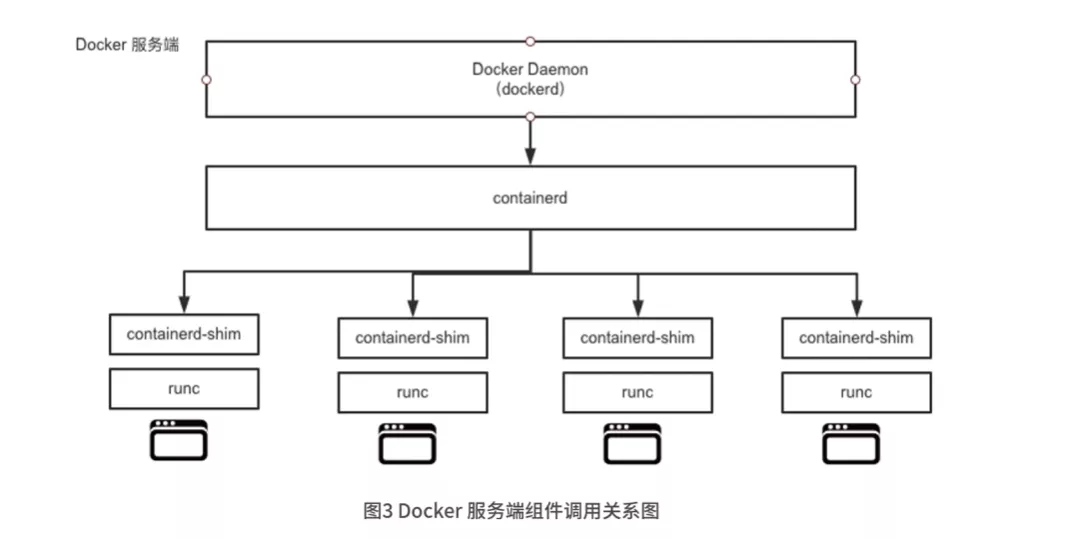 Docker 服务端
Docker Daemon
（dockerd）
containerd
containerd-shim
containerd-shim
containerd-shim
containerd-shim
runc
runc
runc
runc
图3 Docker 服务端组件调用关系图